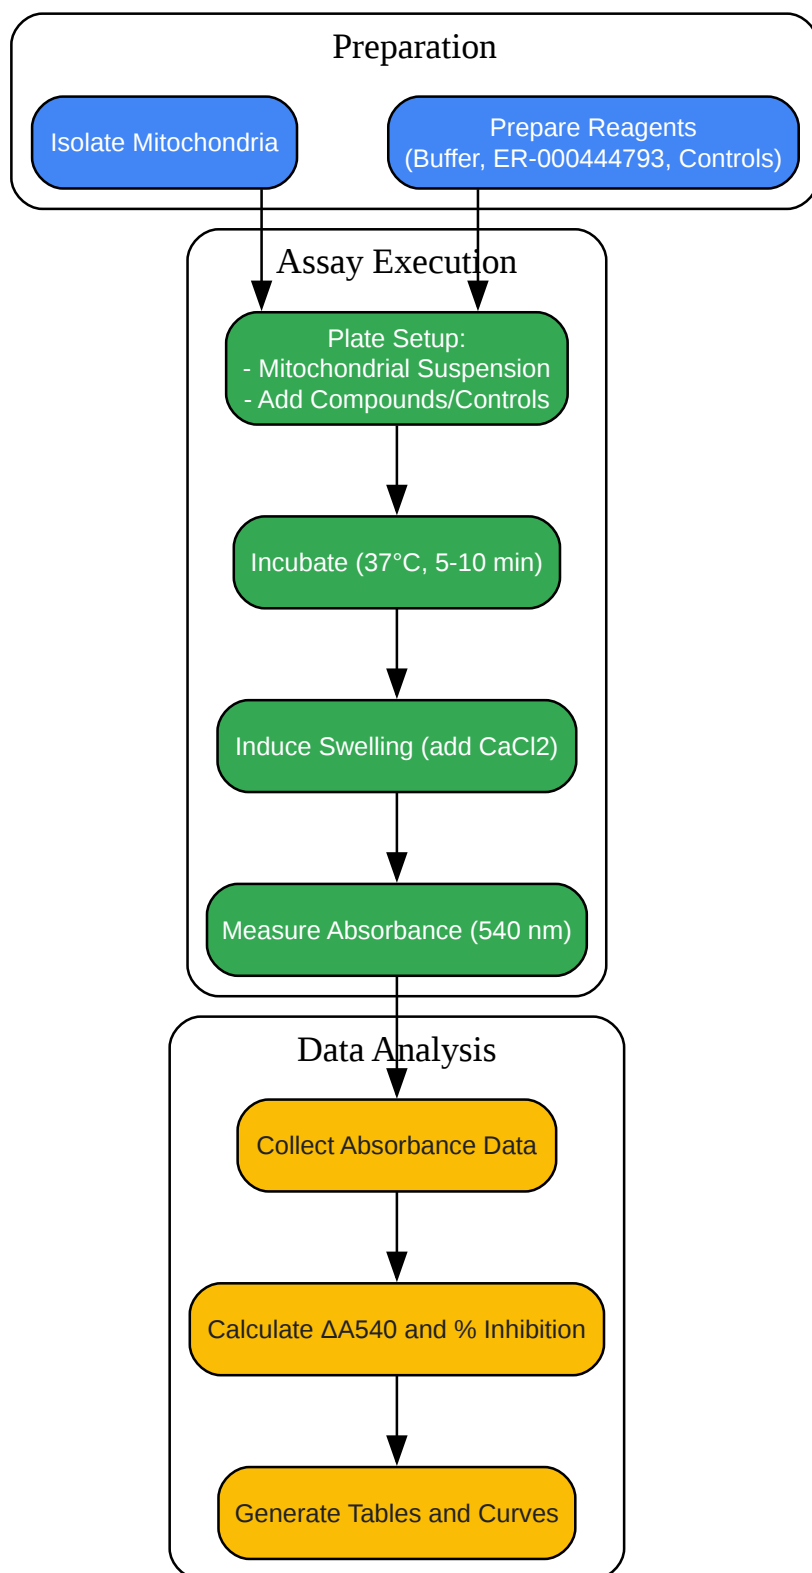 Preparation
Isolate Mitochondria
Prepare Reagents
(Buffer, ER-000444793, Controls)
Assay Execution
Plate Setup:
- Mitochondrial Suspension
- Add Compounds/Controls
Incubate (37°C, 5-10 min)
Induce Swelling (add CaCl2)
Measure Absorbance (540 nm)
Data Analysis
Collect Absorbance Data
Calculate ΔA540 and % Inhibition
Generate Tables and Curves